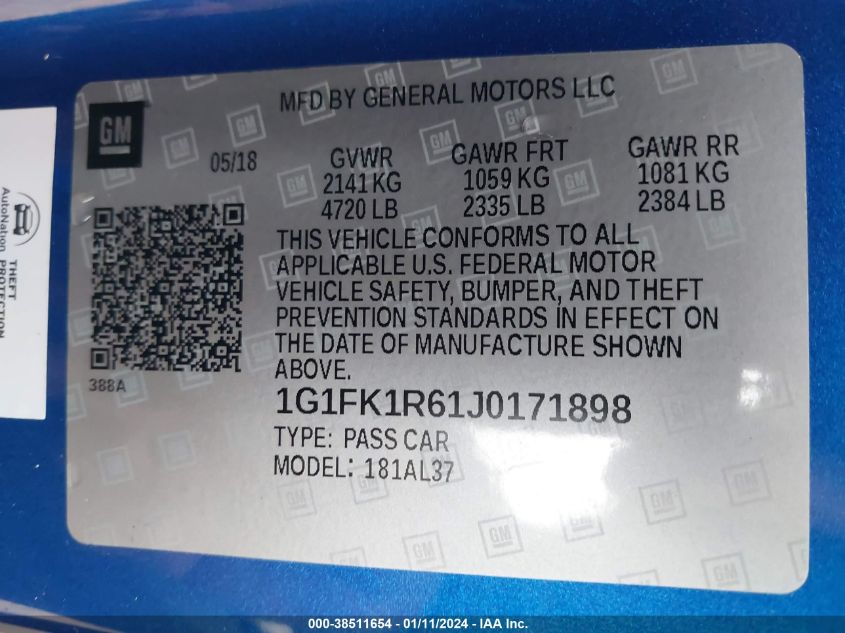 MFD BY GENERAL MOTORS LLC
GM
05/18
GVWR GAWR FRT GAWR RR
2141 KG 1059 KG 1081 KG
4720 LB 2335 LB 2384 LB
THIS VEHICLE CONFORMS TO ALL
APPLICABLE U.S. FEDERAL MOTOR
VEHICLE SAFETY, BUMPER, AND THEFT
PREVENTION STANDARDS IN EFFECT ON
THE DATE OF MANUFACTURE SHOWN
ABOVE.
388A
1G1FK1R61J0171898
TYPE: PASS CAR
MODEL: 181AL37
AutoNation
THEFT
PROTECTION
000-38511654 - 01/11/2024 - IAA Inc.